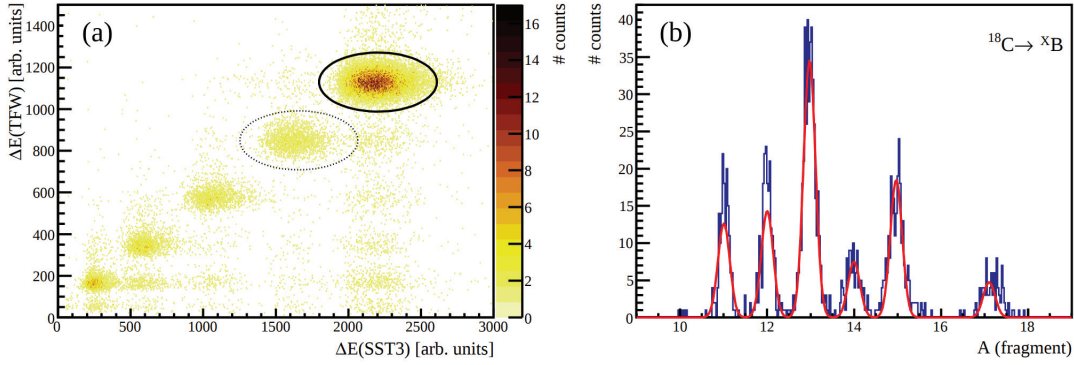 (a)
ΔE(TFW) [arb. units]
1400
1200
1000
800
600
400
200
0
0 500 1000 1500 2000 2500 3000
ΔE(SST3) [arb. units]
# counts
16
14
12
10
8
6
4
2
0
(b)
¹⁸C→ ˣB
# counts
40
35
30
25
20
15
10
5
0
10 12 14 16 18
A (fragment)